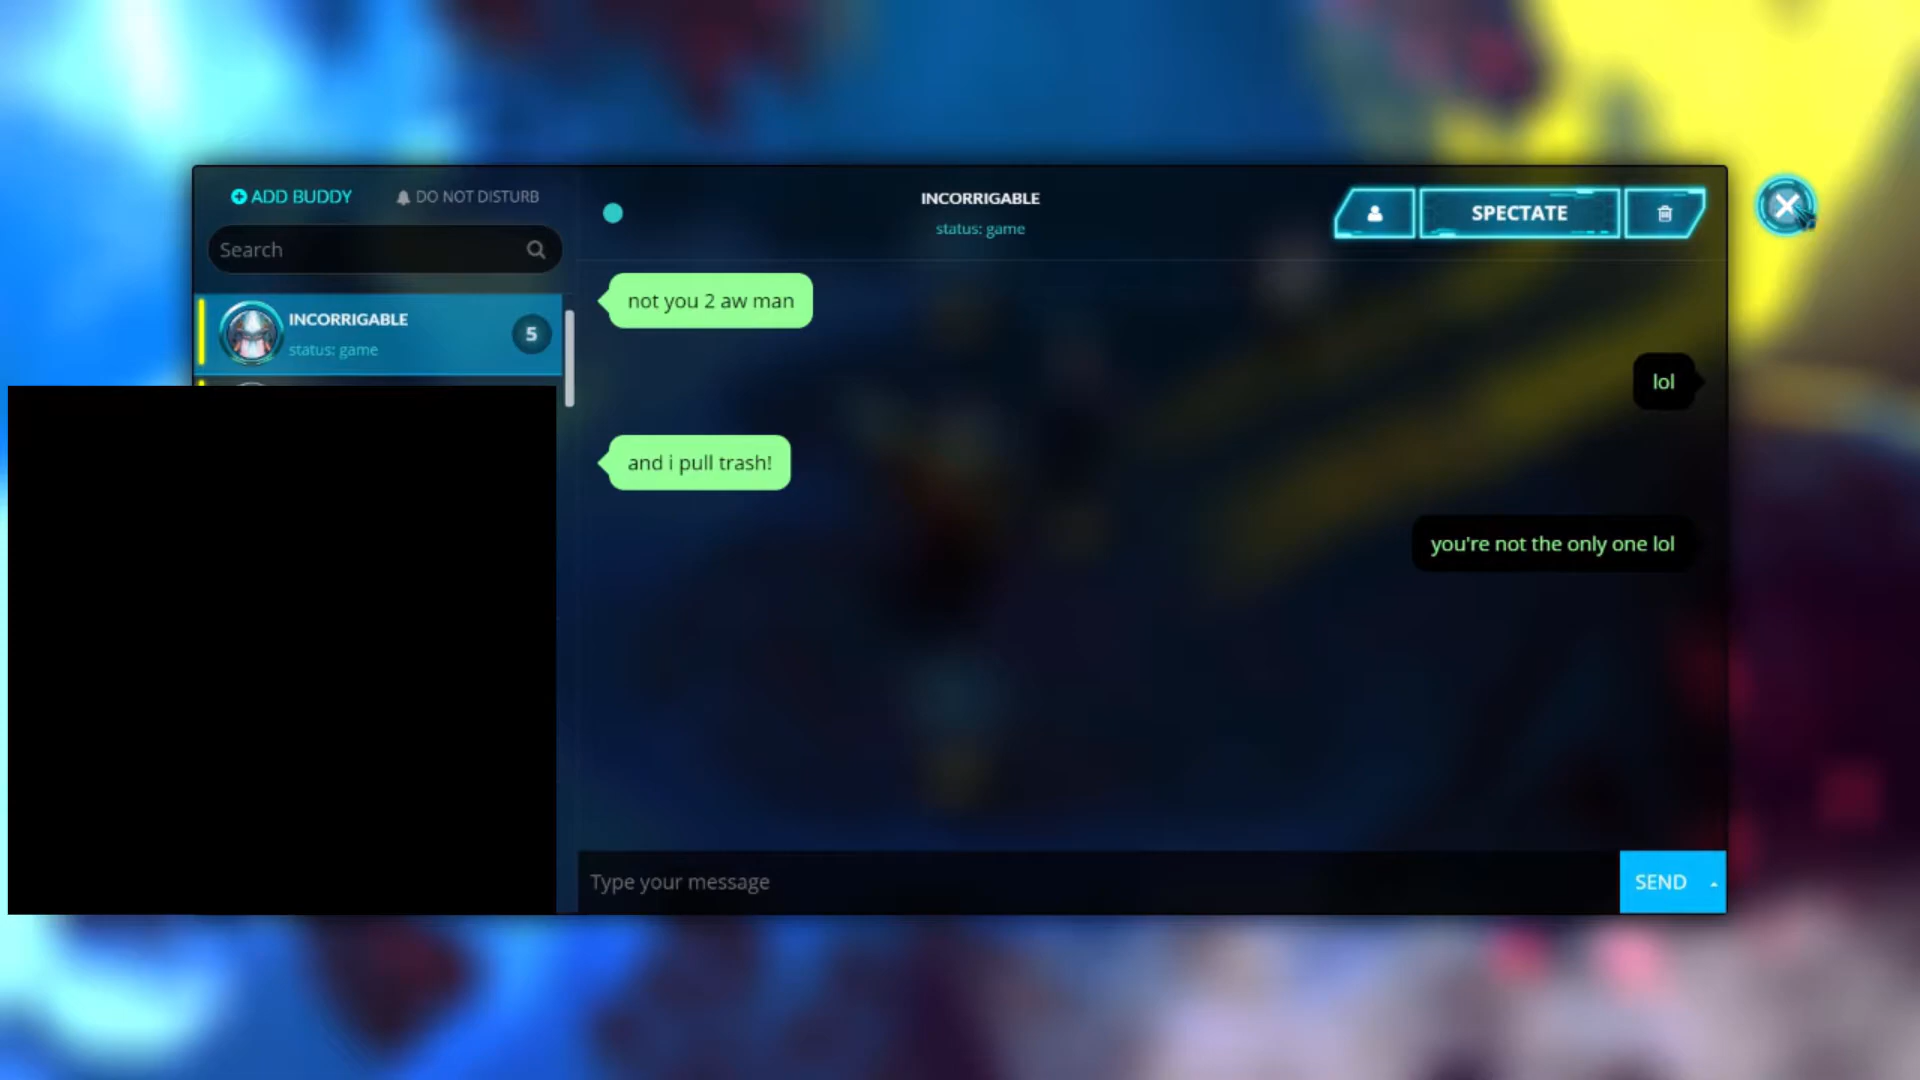 ADD BUDDY
DO NOT DISTURB
Search
INCORRIGABLE
status: game
5
INCORRIGABLE
status: game
SPECTATE
not you 2 aw man
lol
and i pull trash!
you're not the only one lol
Type your message
SEND